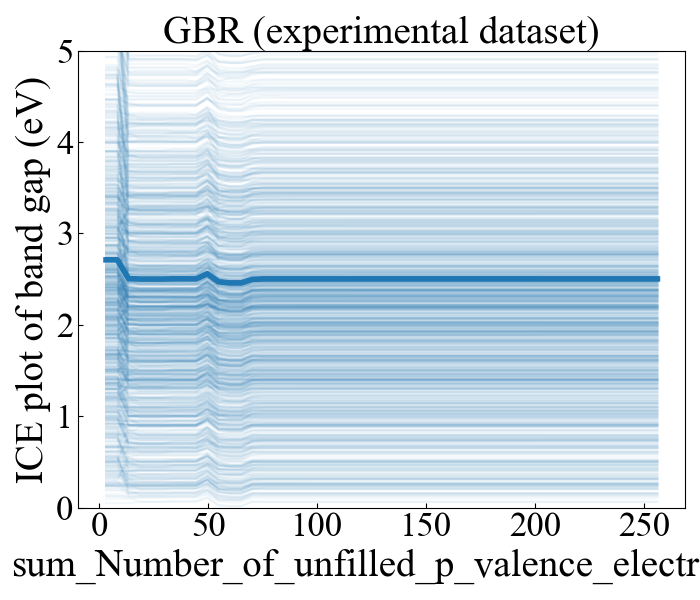 GBR (experimental dataset)
ICE plot of band gap (eV)
5
4
3
2
1
0
0 50 100 150 200 250
sum_Number_of_unfilled_p_valence_electr